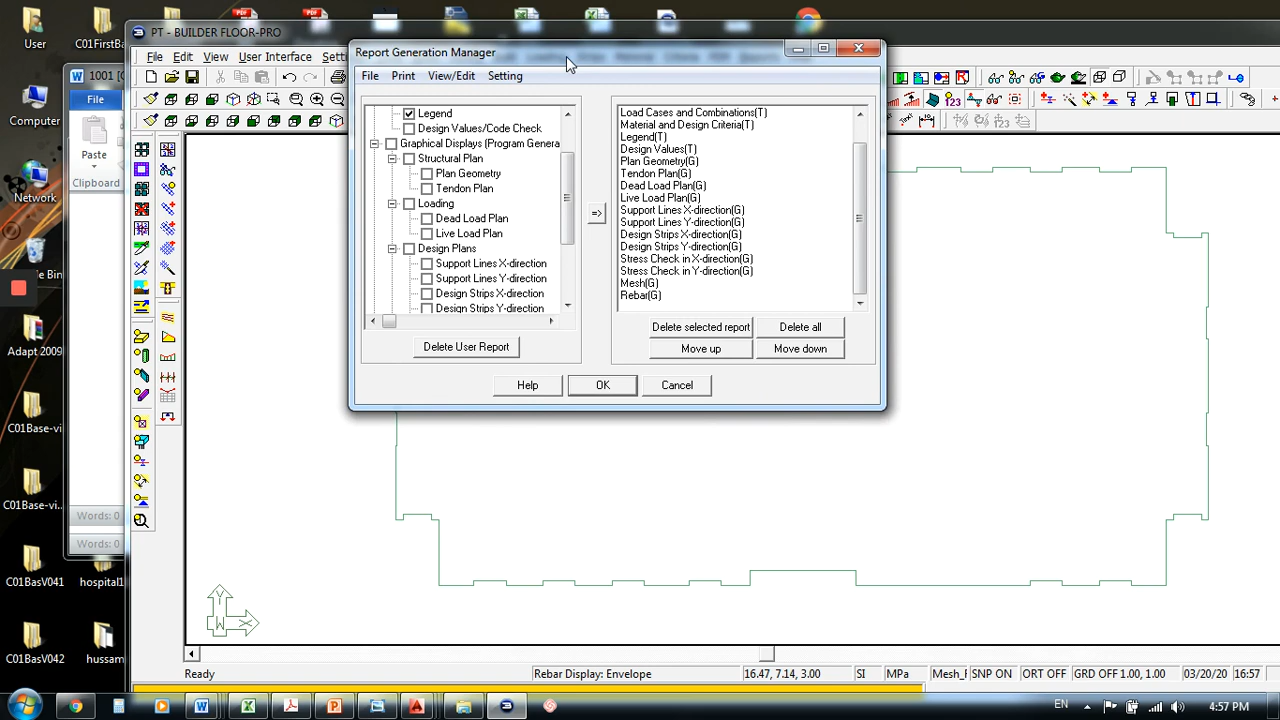 User
C01FirstBa...
Computer
Network
Bin
Adapt 2009
C01Base-vi...
C01BasV041
C01BasV042
hospital1
hussam
1001 [C
File
Paste
Clipboard
Words: 0
Words: 0
PT - BUILDER FLOOR-PRO
File Edit View User Interface
Report Generation Manager
File Print View/Edit Setting
Legend
Design Values/Code Check
Graphical Displays (Program Genera
Structural Plan
Plan Geometry
Tendon Plan
Loading
Dead Load Plan
Live Load Plan
Design Plans
Support Lines X-direction
Support Lines Y-direction
Design Strips X-direction
Design Strips Y-direction
Delete User Report
=>
Load Cases and Combinations(T)
Material and Design Criteria(T)
Legend(T)
Design Values(T)
Plan Geometry(G)
Tendon Plan(G)
Dead Load Plan(G)
Live Load Plan(G)
Support Lines X-direction(G)
Support Lines Y-direction(G)
Design Strips X-direction(G)
Design Strips Y-direction(G)
Stress Check in X-direction(G)
Stress Check in Y-direction(G)
Mesh(G)
Rebar(G)
Delete selected report
Delete all
Move up
Move down
Help
OK
Cancel
Y
W
X
Ready
Rebar Display: Envelope
16.47, 7.14, 3.00
SI
MPa
SNP ON
ORT OFF
GRD OFF 1.00, 1.00
03/20/20
16:57
EN
4:57 PM